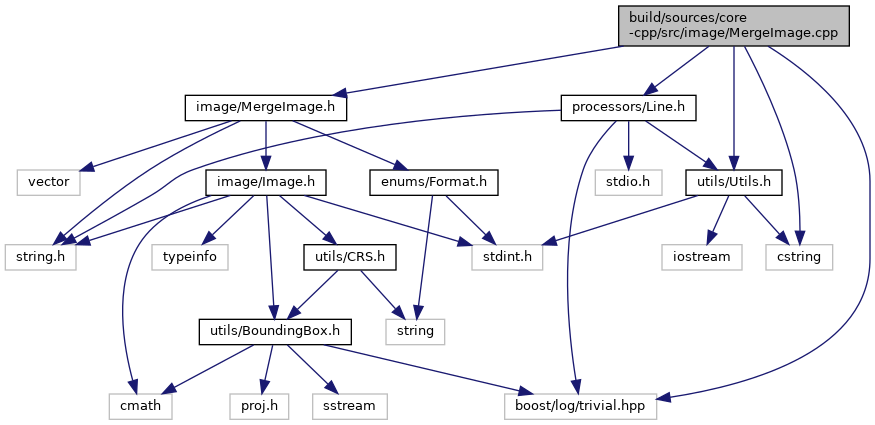 build/sources/core
-cpp/src/image/MergeImage.cpp
image/MergeImage.h
processors/Line.h
vector
image/Image.h
enums/Format.h
stdio.h
utils/Utils.h
string.h
typeinfo
utils/CRS.h
stdint.h
iostream
cstring
utils/BoundingBox.h
string
cmath
proj.h
sstream
boost/log/trivial.hpp